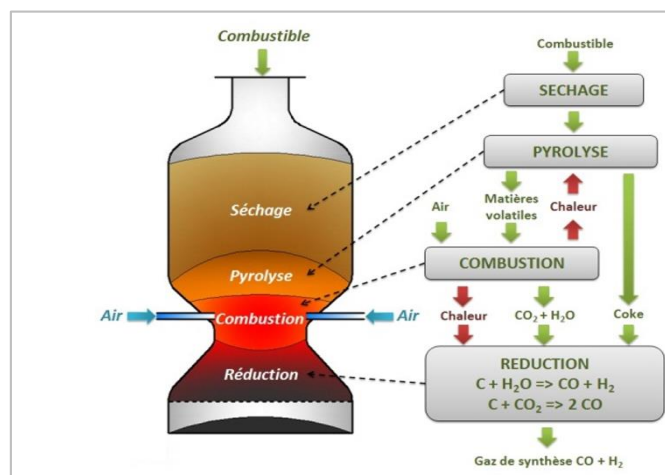 Combustible
Séchage
Pyrolyse
Air
Combustion
Air
Réduction
Combustible
SECHAGE
PYROLYSE
Air
Matières
volatiles
Chaleur
COMBUSTION
Chaleur
CO₂ + H₂O
Coke
REDUCTION
C + H₂O => CO + H₂
C + CO₂ => 2 CO
Gaz de synthèse CO + H₂